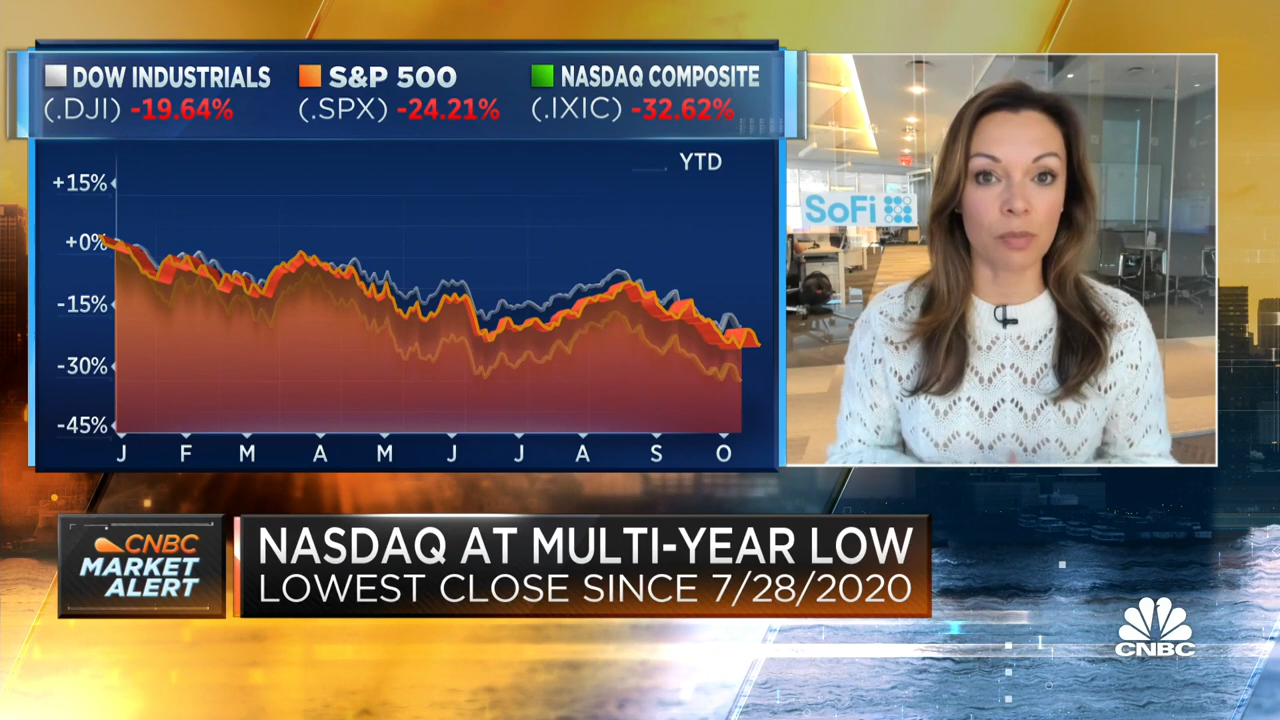 DOW INDUSTRIALS
(.DJI) -19.64%
S&P 500
(.SPX) -24.21%
NASDAQ COMPOSITE
(.IXIC) -32.62%
YTD
+15%
+0%
-15%
-30%
-45%
J F M A M J J A S O
SoFi
CNBC
MARKET
ALERT
NASDAQ AT MULTI-YEAR LOW
LOWEST CLOSE SINCE 7/28/2020
CNBC